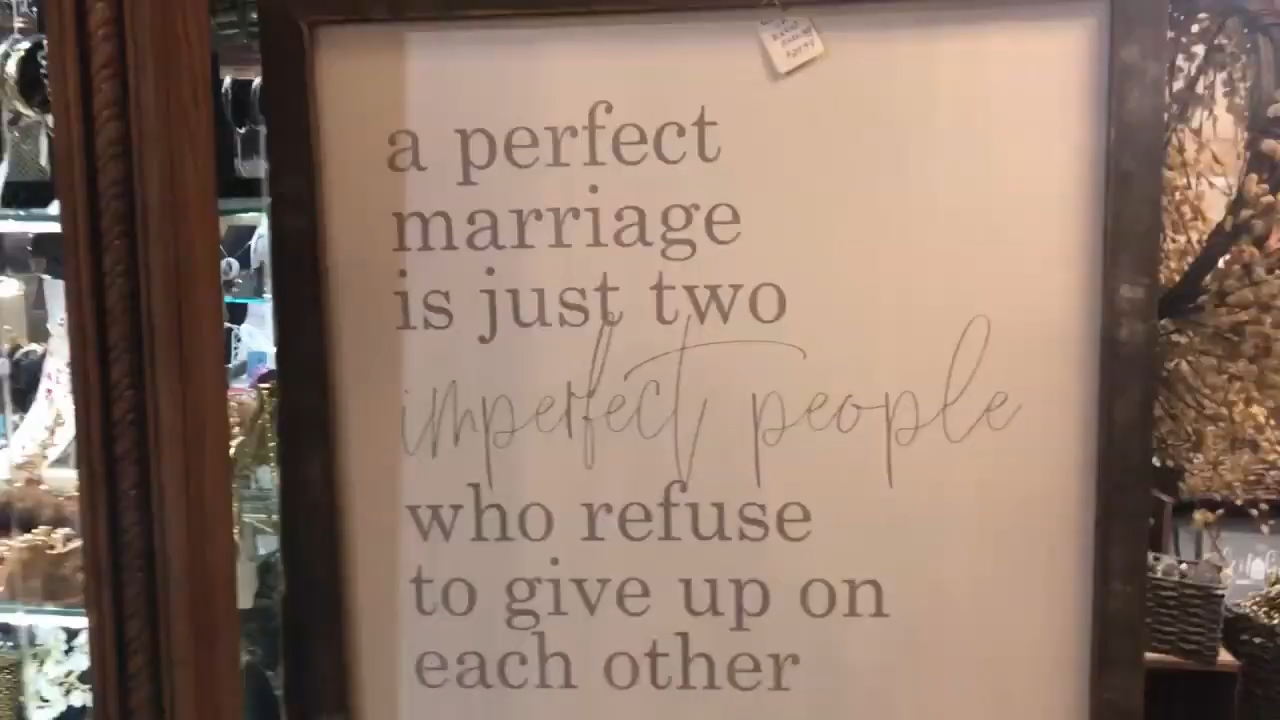 a perfect
marriage
is just two
imperfect people
who refuse
to give up on
each other